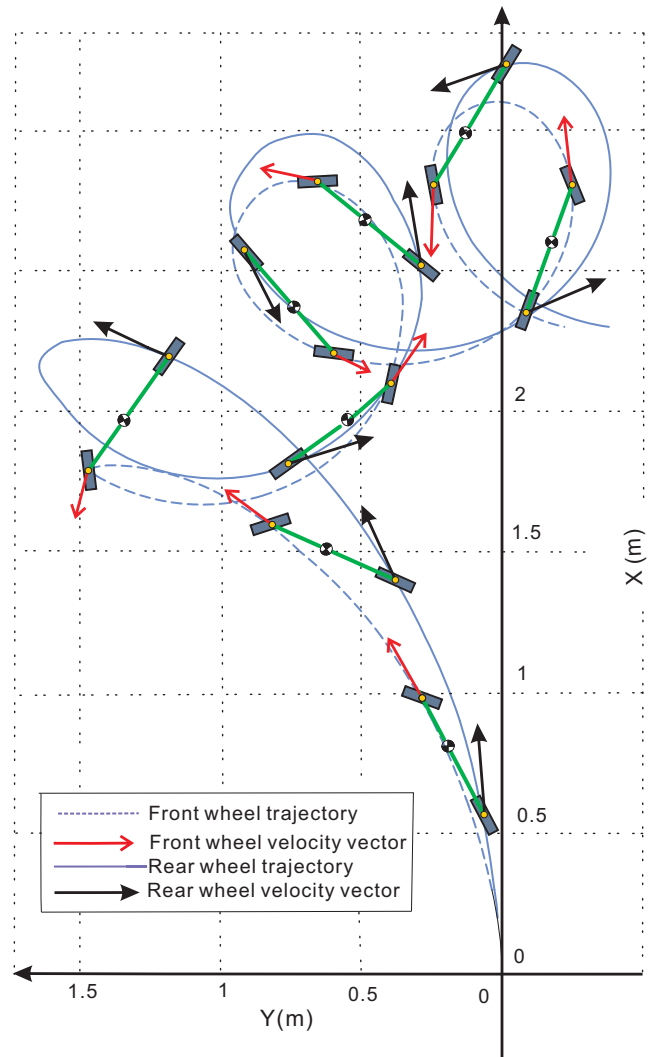 2
1.5
X (m)
1
0.5
Front wheel trajectory
Front wheel velocity vector
Rear wheel trajectory
Rear wheel velocity vector
0
1.5
1
0.5
0
Y(m)